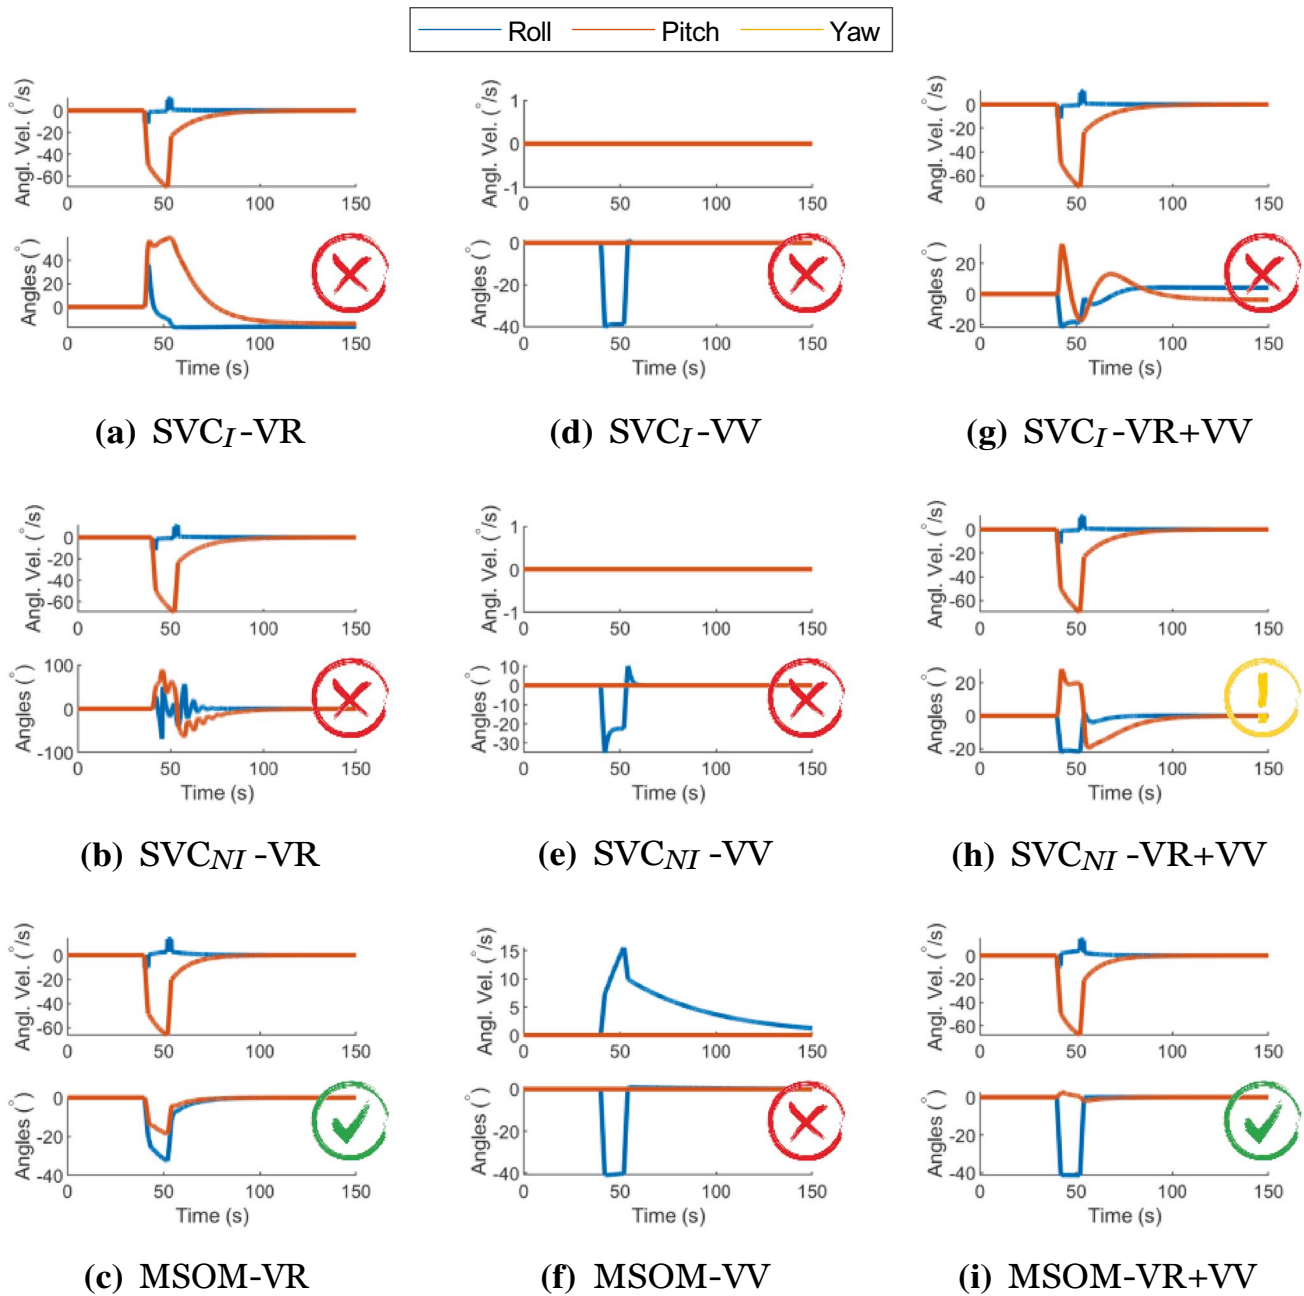 Roll Pitch Yaw
Angl. Vel. (°/s)
0
-20
-40
-60
0 50 100 150
Angles (°)
40
20
0
0 50 100 150
Time (s)
(a) SVC_I-VR
Angl. Vel. (°/s)
1
0
-1
0 50 100 150
Angles (°)
0
-20
-40
0 50 100 150
Time (s)
(d) SVC_I-VV
Angl. Vel. (°/s)
0
-20
-40
-60
0 50 100 150
Angles (°)
20
0
-20
0 50 100 150
Time (s)
(g) SVC_I-VR+VV
Angl. Vel. (°/s)
0
-20
-40
-60
0 50 100 150
Angles (°)
100
0
-100
0 50 100 150
Time (s)
(b) SVC_NI-VR
Angl. Vel. (°/s)
1
0
-1
0 50 100 150
Angles (°)
10
0
-10
-20
-30
0 50 100 150
Time (s)
(e) SVC_NI-VV
Angl. Vel. (°/s)
0
-20
-40
-60
0 50 100 150
Angles (°)
20
0
-20
0 50 100 150
Time (s)
(h) SVC_NI-VR+VV
Angl. Vel. (°/s)
0
-20
-40
-60
0 50 100 150
Angles (°)
0
-20
-40
0 50 100 150
Time (s)
(c) MSOM-VR
Angl. Vel. (°/s)
15
10
5
0
0 50 100 150
Angles (°)
0
-20
-40
0 50 100 150
Time (s)
(f) MSOM-VV
Angl. Vel. (°/s)
0
-20
-40
-60
0 50 100 150
Angles (°)
0
-20
-40
0 50 100 150
Time (s)
(i) MSOM-VR+VV